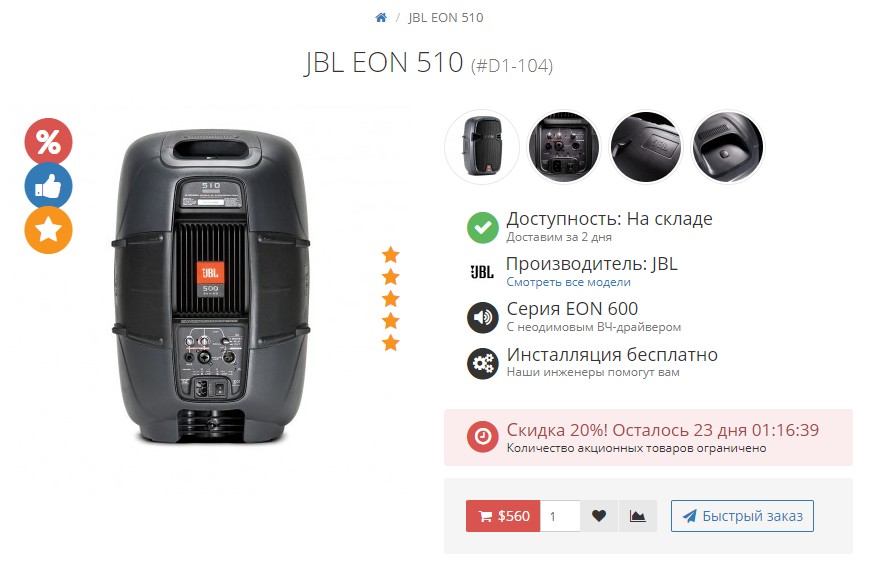 / JBL EON 510
JBL EON 510 (#D1-104)
%
510
JBL
500
Доступность: На складе
Доставим за 2 дня
JBL
Производитель: JBL
Смотреть все модели
Серия EON 600
С неодимовым ВЧ-драйвером
Инсталляция бесплатно
Наши инженеры помогут вам
Скидка 20%! Осталось 23 дня 01:16:39
Количество акционных товаров ограничено
$560
1
Быстрый заказ